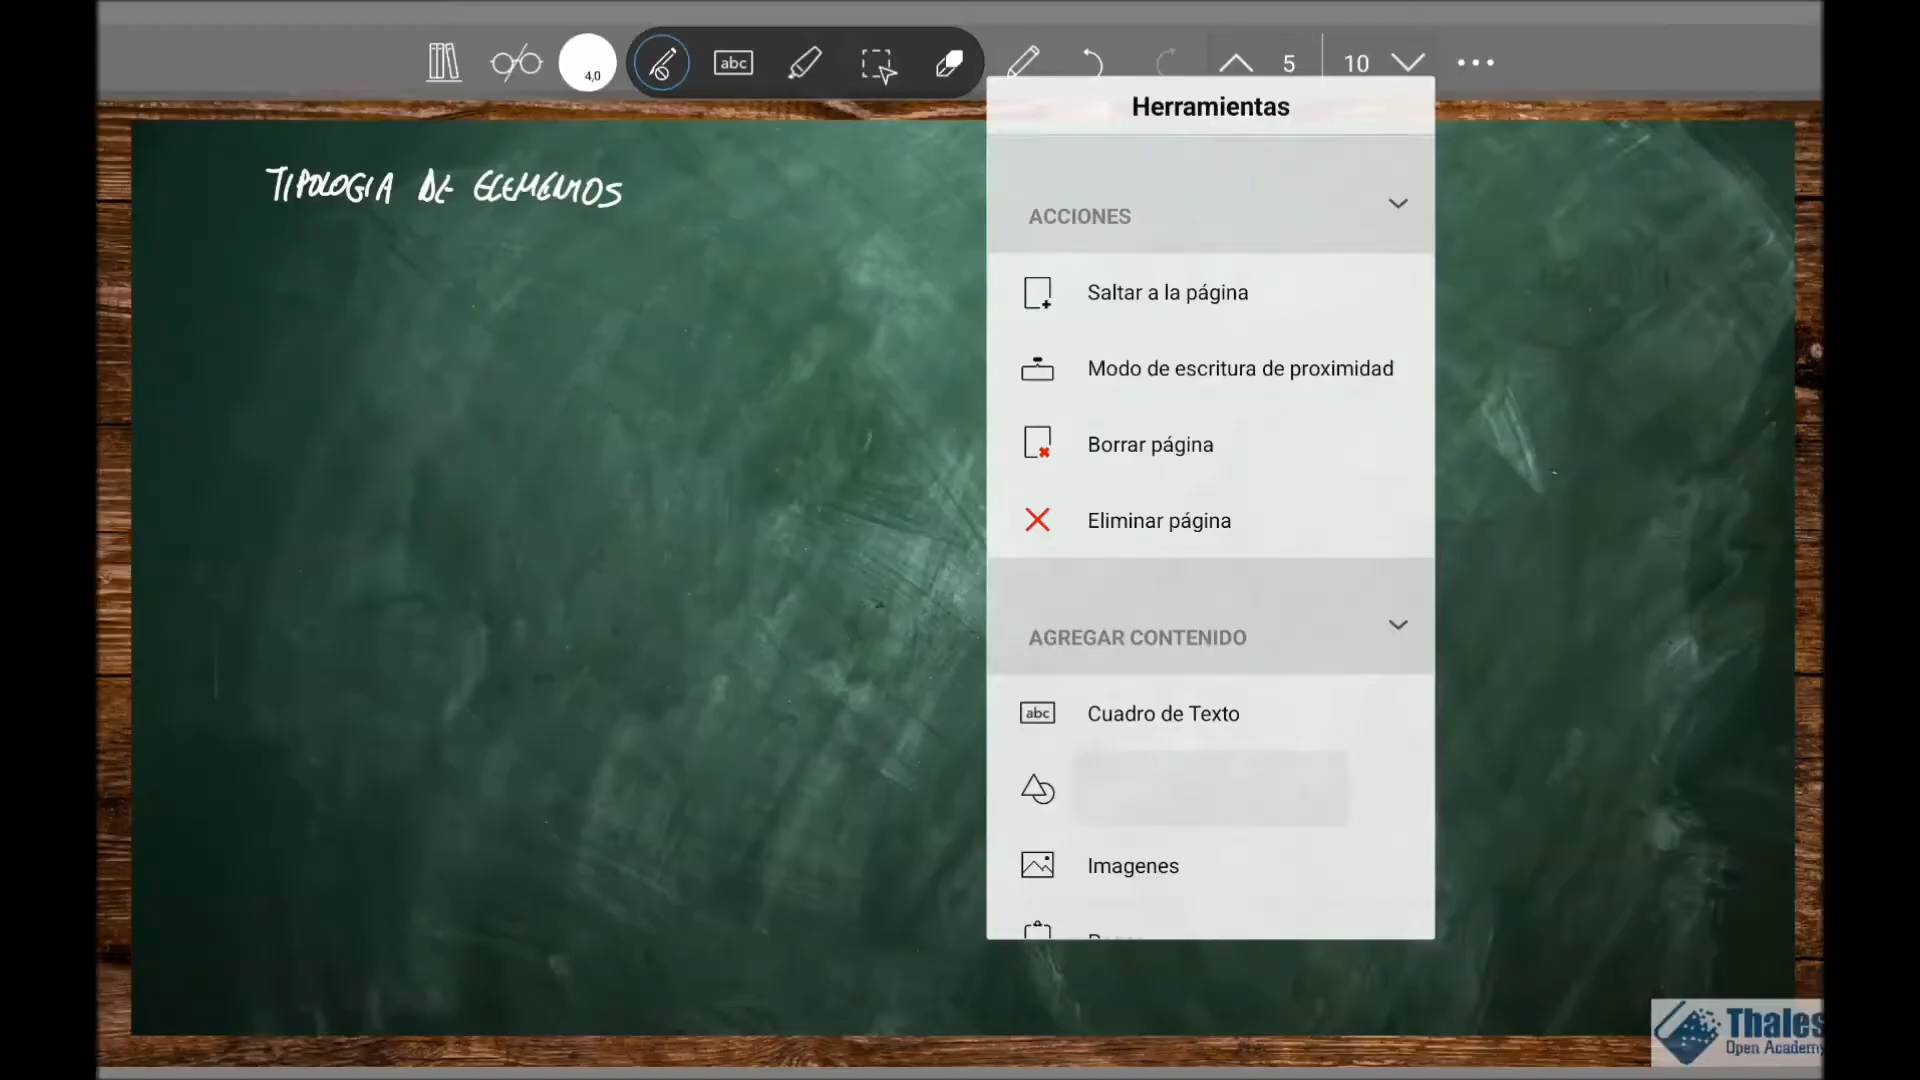 4,0
abc
5
10
Herramientas
TIPOLOGIA DE ELEMENTOS
ACCIONES
Saltar a la página
Modo de escritura de proximidad
Borrar página
Eliminar página
AGREGAR CONTENIDO
abc
Cuadro de Texto
Imagenes
Thales
Open Academy